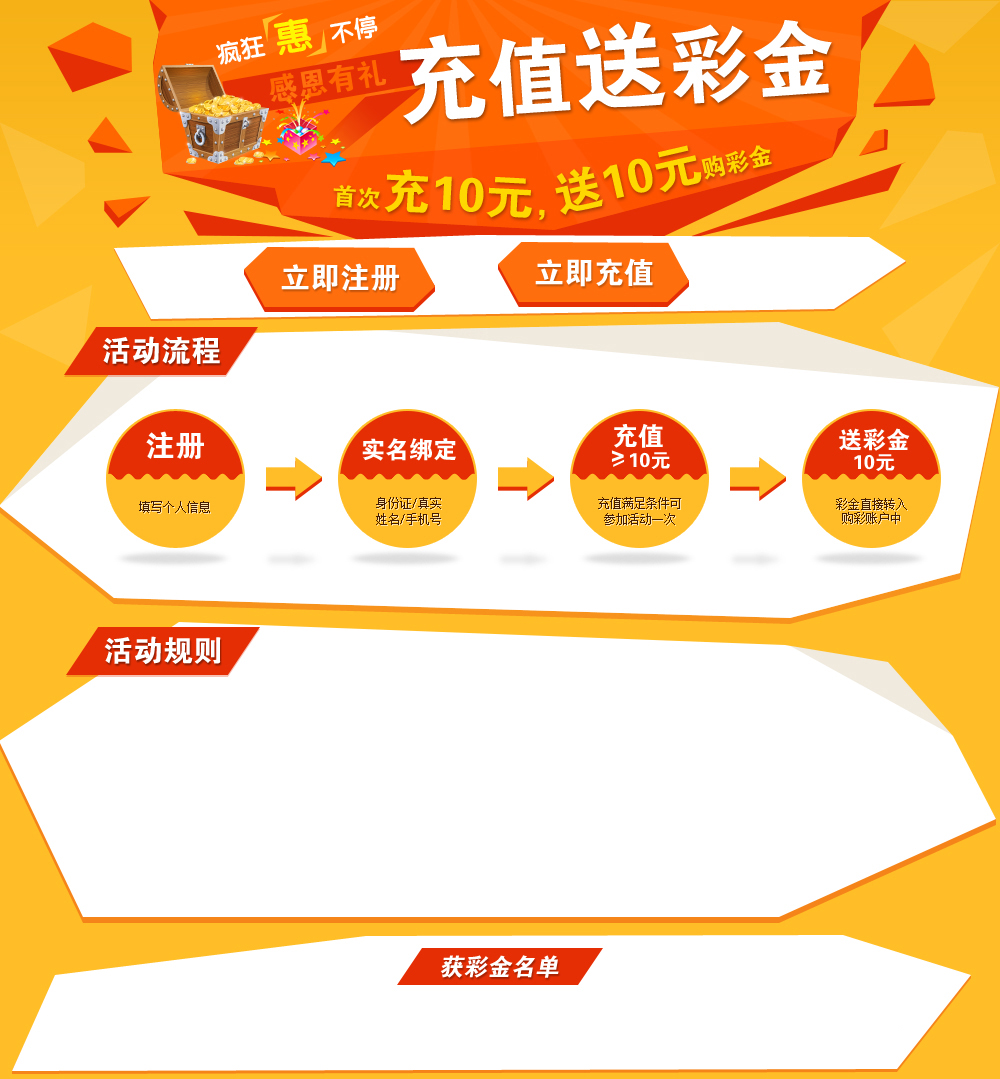 疯狂惠不停
感恩有礼
充值送彩金
首次充10元，送10元购彩金
立即注册
立即充值
活动流程
注册
填写个人信息
实名绑定
身份证/真实
姓名/手机号
充值
≥10元
充值满足条件可
参加活动一次
送彩金
10元
彩金直接转入
购彩账户中
活动规则
获彩金名单